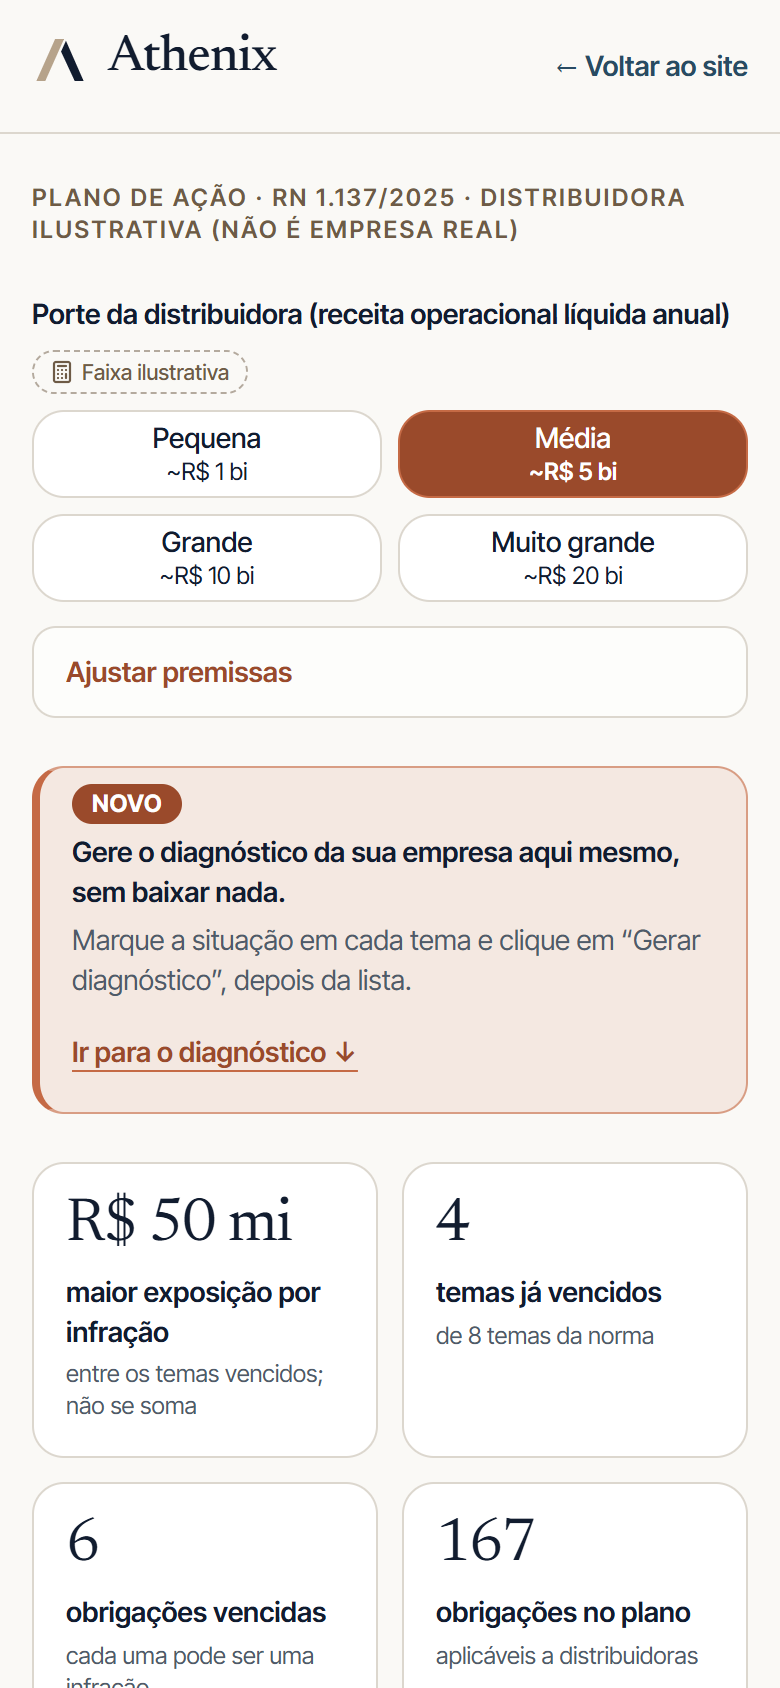 Athenix
← Voltar ao site
PLANO DE AÇÃO · RN 1.137/2025 · DISTRIBUIDORA
ILUSTRATIVA (NÃO É EMPRESA REAL)
Porte da distribuidora (receita operacional líquida anual)
Faixa ilustrativa
Pequena
~R$ 1 bi
Média
~R$ 5 bi
Grande
~R$ 10 bi
Muito grande
~R$ 20 bi
Ajustar premissas
NOVO
Gere o diagnóstico da sua empresa aqui mesmo,
sem baixar nada.
Marque a situação em cada tema e clique em “Gerar
diagnóstico”, depois da lista.
Ir para o diagnóstico ↓
R$ 50 mi
maior exposição por
infração
entre os temas vencidos;
não se soma
4
temas já vencidos
de 8 temas da norma
6
obrigações vencidas
cada uma pode ser uma
infração
167
obrigações no plano
aplicáveis a distribuidoras